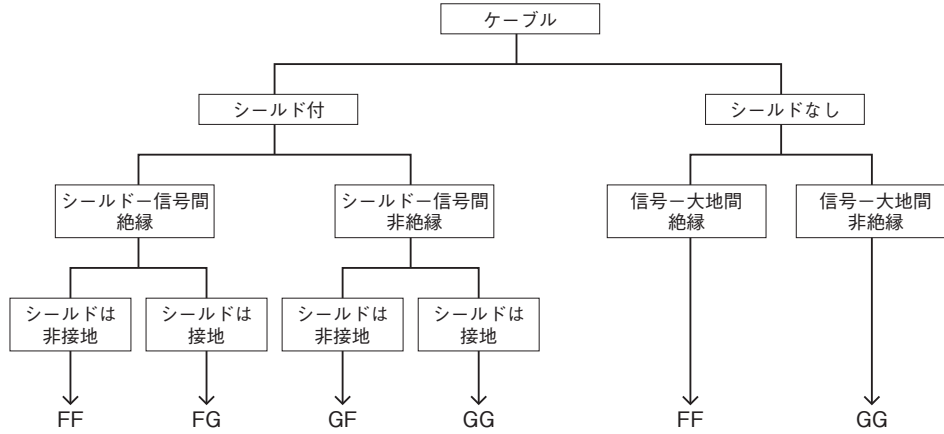 ケーブル
シールド付
シールドなし
シールドー信号間
絶縁
シールドー信号間
非絶縁
信号ー大地間
絶縁
信号ー大地間
非絶縁
シールドは
非接地
シールドは
接地
シールドは
非接地
シールドは
接地
FF
FG
GF
GG
FF
GG